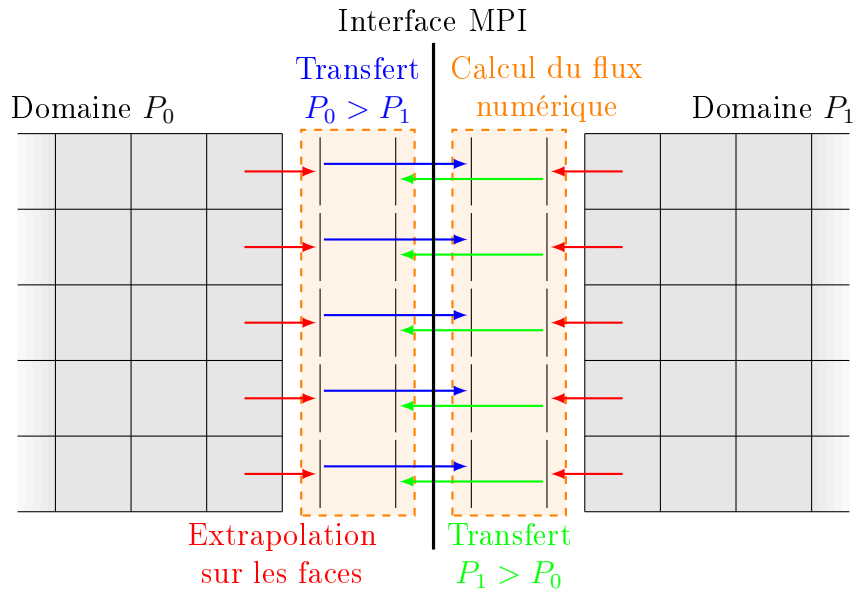 Interface MPI
Transfert
P₀ > P₁
Calcul du flux
numérique
Domaine P₀
Domaine P₁
Extrapolation
sur les faces
Transfert
P₁ > P₀